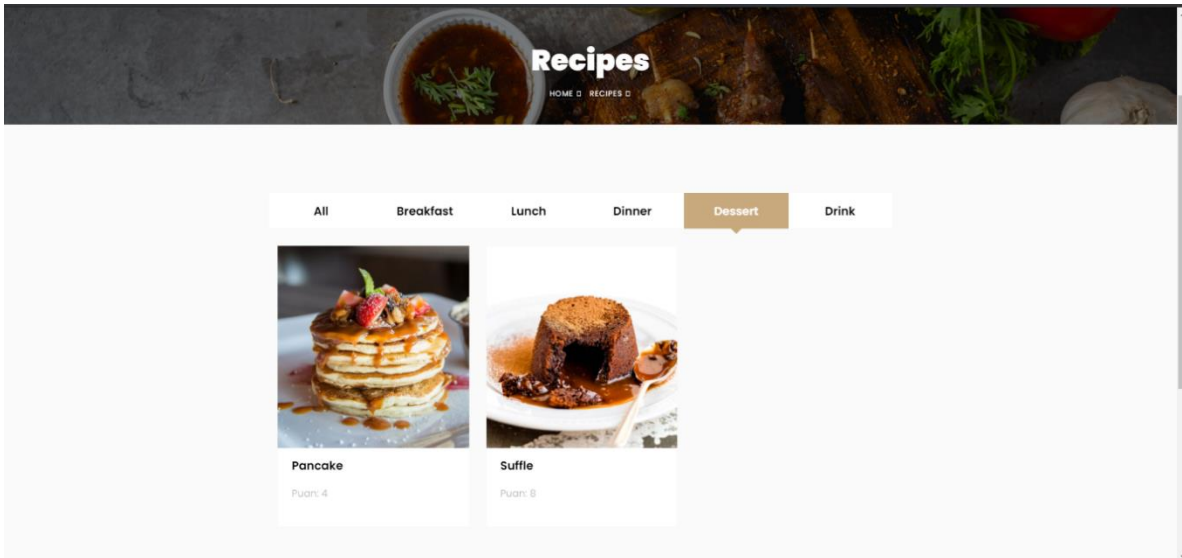 Recipes
HOME RECIPES
All Breakfast Lunch Dinner Dessert Drink
Pancake Suffle
Puan: 4 Puan: 8